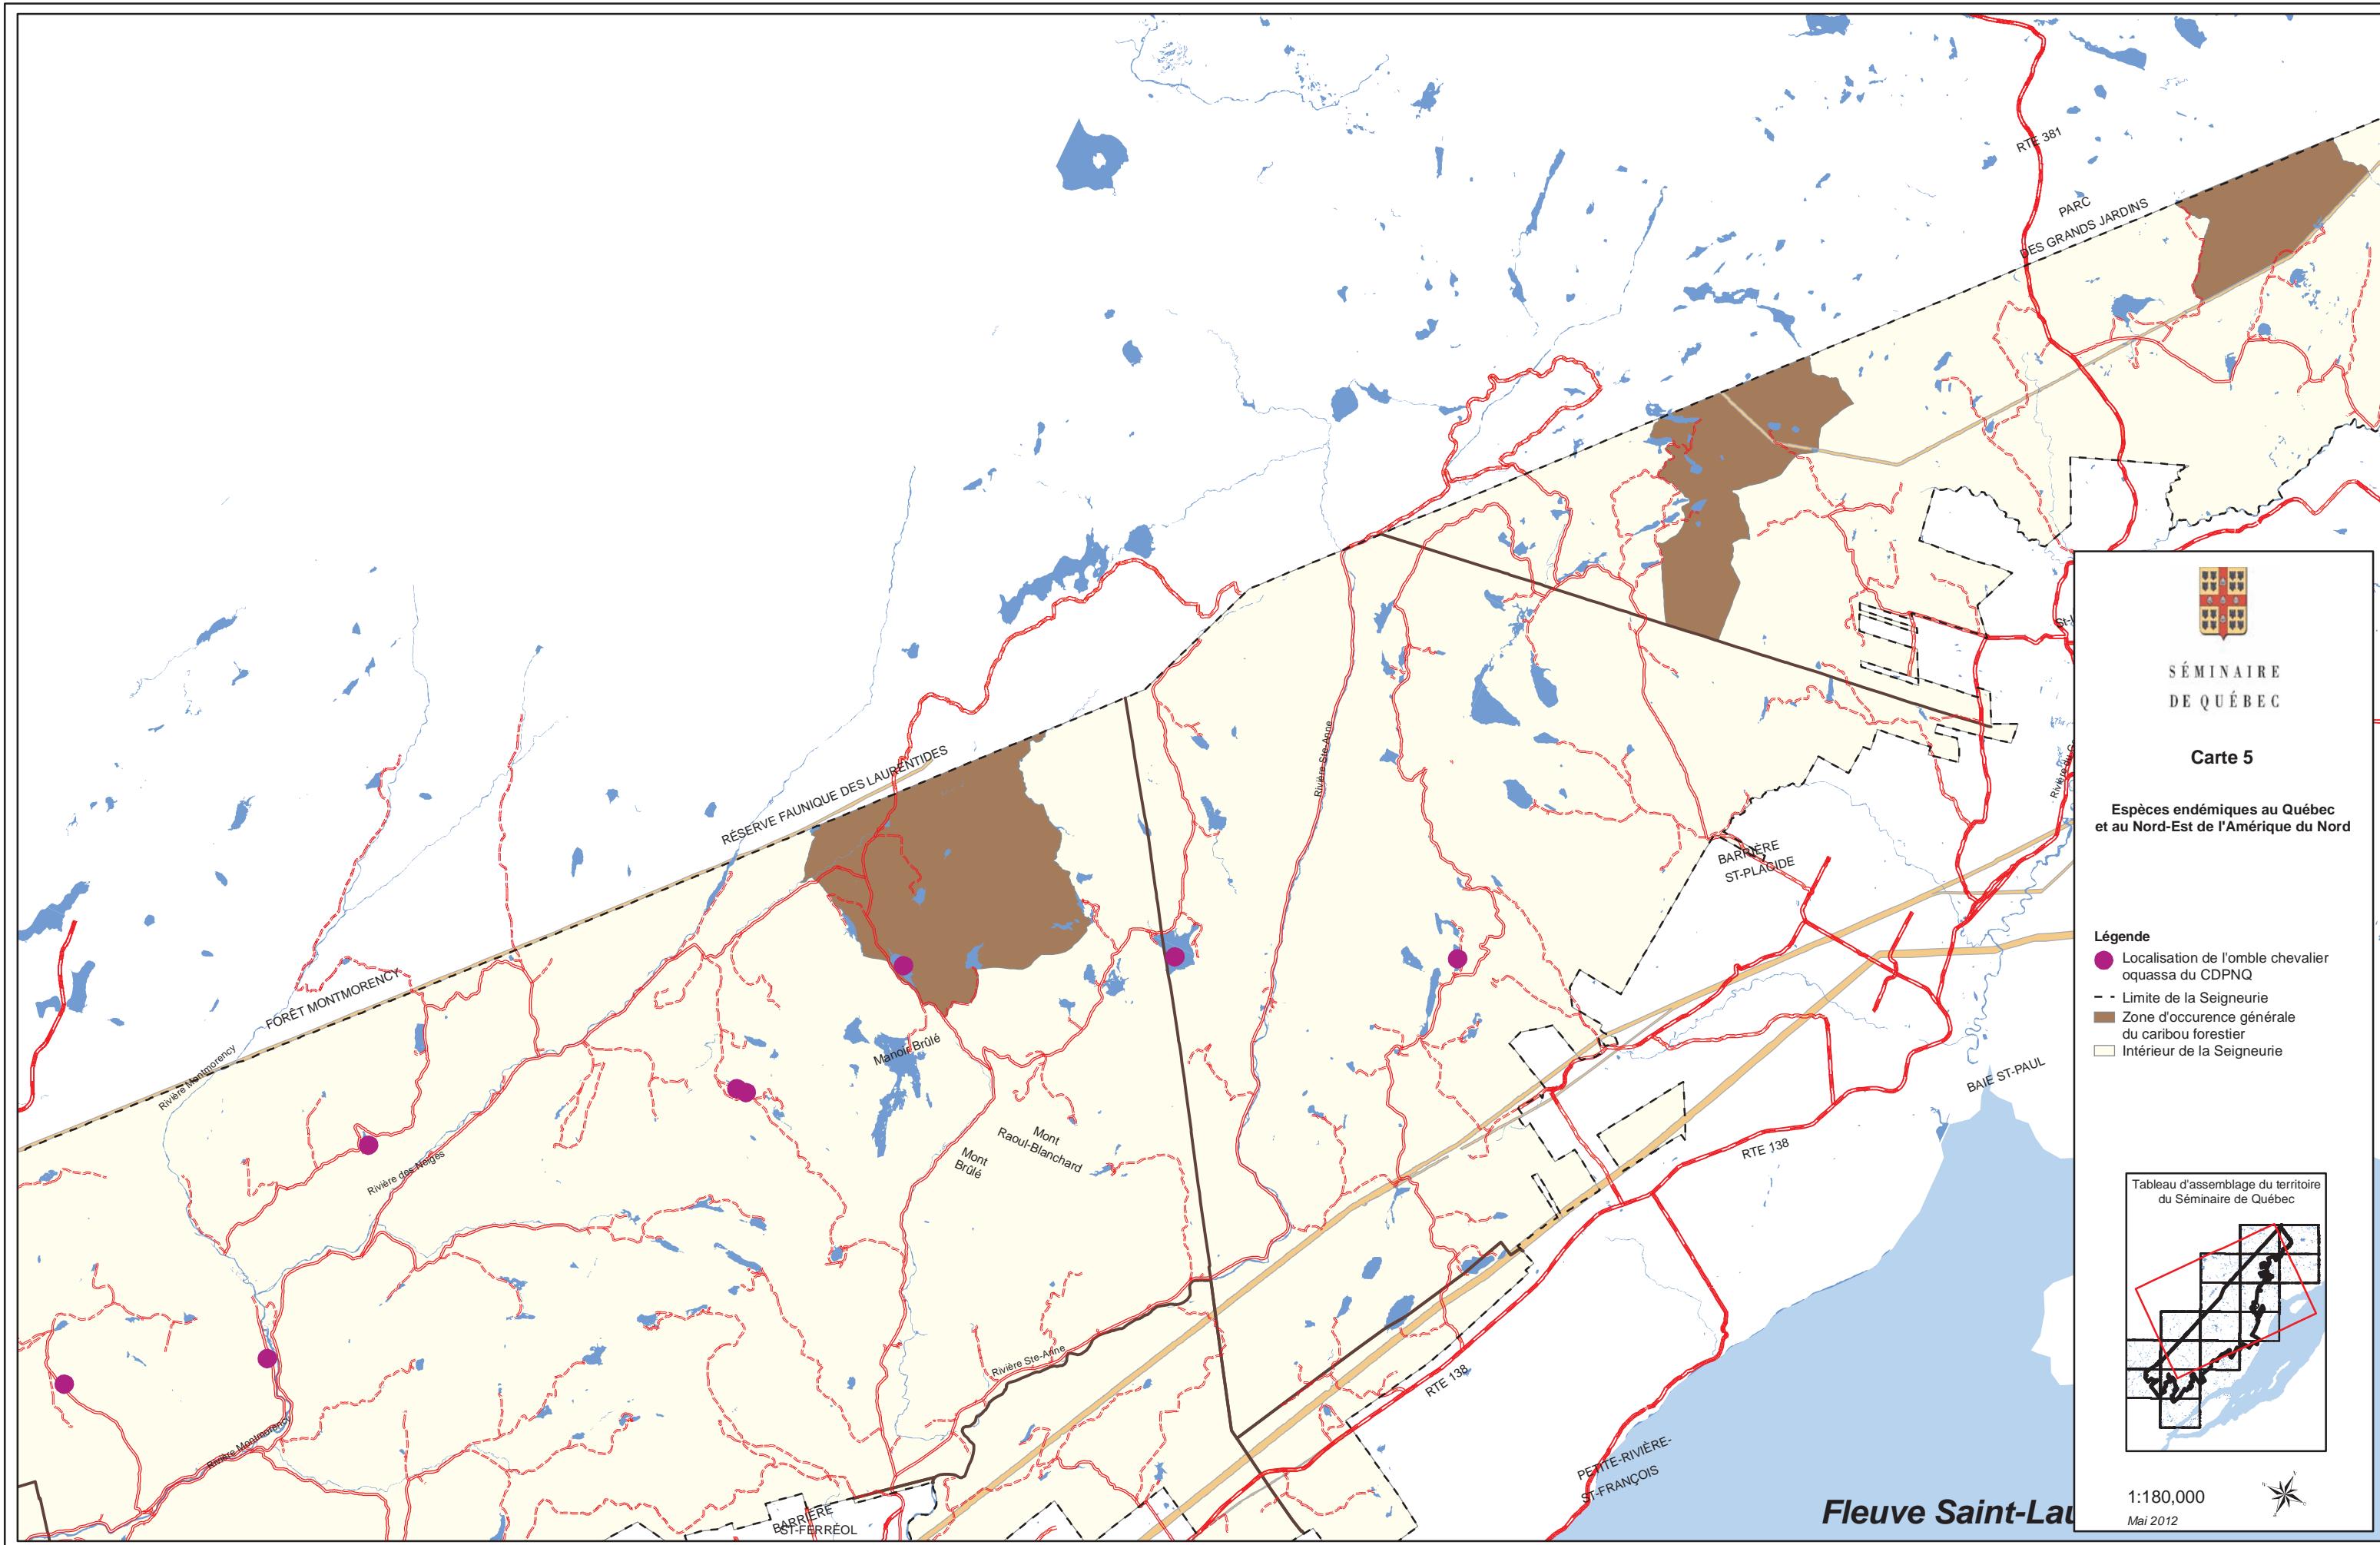 RTE 381
PARC
DES GRANDS JARDINS
RÉSERVE FAUNIQUE DES LAURENTIDES
FORÊT MONTMORENCY
Rivière Montmorency
Rivière des Neiges
Rivière Montmorency
Manoir Brûlé
Mont
Raoul-Blanchard
Mont
Brûlé
Rivière Ste-Anne
Rivière Ste-Anne
BARRIÈRE
ST-PLACIDE
BARRIÈRE
ST-FERRÉOL
BAIE ST-PAUL
RTE 138
RTE 138
PETITE-RIVIÈRE-
ST-FRANÇOIS
Rivière du G
Fleuve Saint-Lau
SÉMINAIRE
DE QUÉBEC
Carte 5
Espèces endémiques au Québec
et au Nord-Est de l'Amérique du Nord
Légende
Localisation de l'omble chevalier
oquassa du CDPNQ
Limite de la Seigneurie
Zone d'occurence générale
du caribou forestier
Intérieur de la Seigneurie
Tableau d'assemblage du territoire
du Séminaire de Québec
1:180,000
Mai 2012